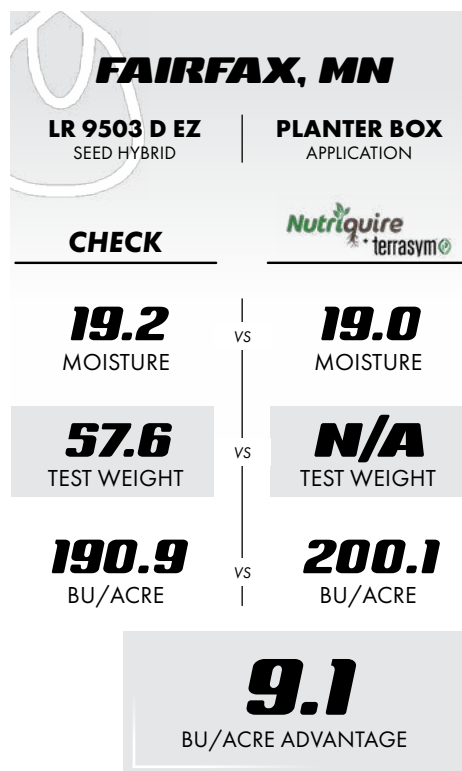 FAIRFAX, MN
LR 9503 D EZ
SEED HYBRID
PLANTER BOX
APPLICATION
CHECK
Nutriquire
+ terrasym
19.2
MOISTURE
VS
19.0
MOISTURE
57.6
TEST WEIGHT
VS
N/A
TEST WEIGHT
190.9
BU/ACRE
VS
200.1
BU/ACRE
9.1
BU/ACRE ADVANTAGE